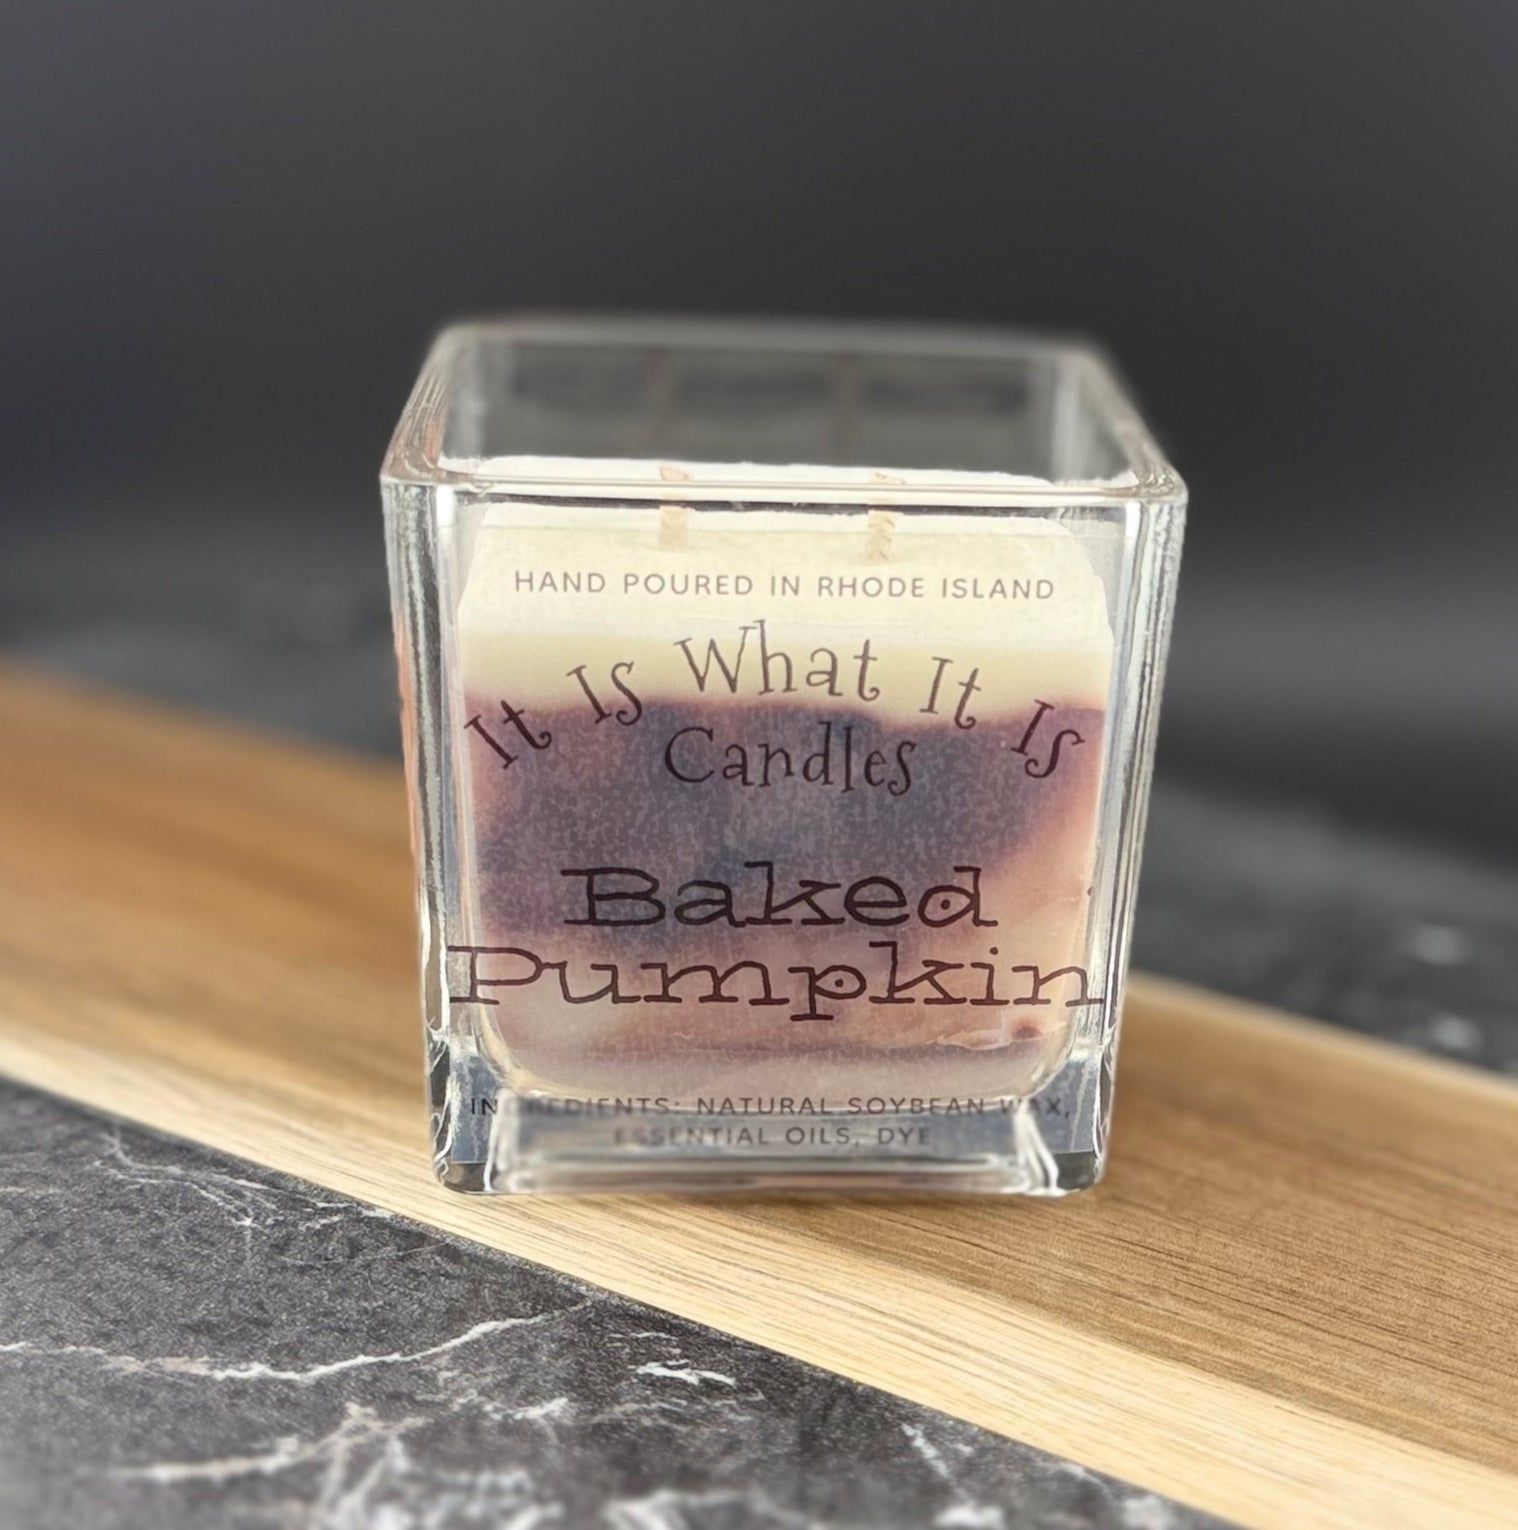 HAND POURED IN RHODE ISLAND
It Is What It Is
Candles
Baked
Pumpkin
INGREDIENTS: NATURAL SOYBEAN WAX,
ESSENTIAL OILS, DYE